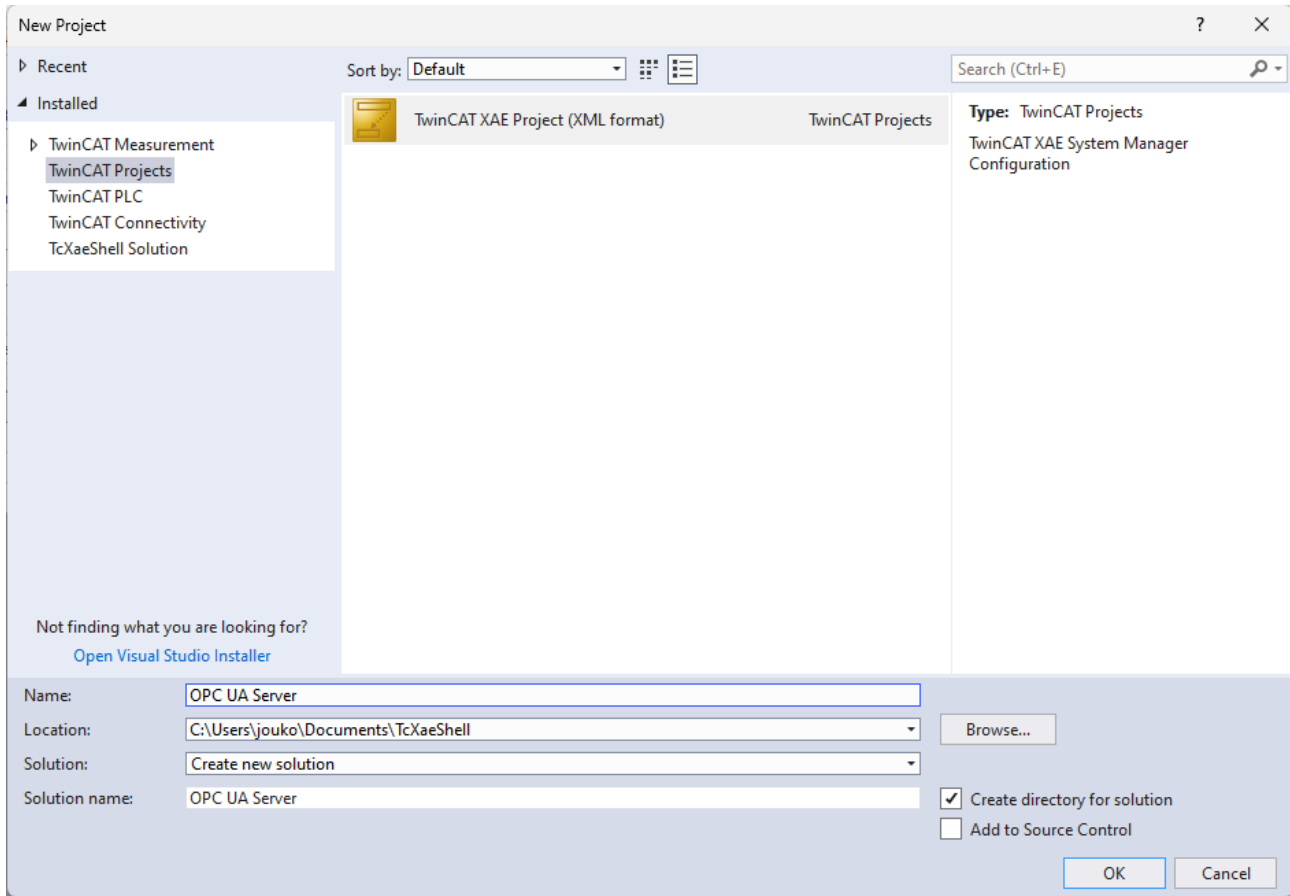 New Project
Recent
Installed
TwinCAT Measurement
TwinCAT Projects
TwinCAT PLC
TwinCAT Connectivity
TcXaeShell Solution
Not finding what you are looking for?
Open Visual Studio Installer
Sort by: Default
TwinCAT XAE Project (XML format) TwinCAT Projects
Search (Ctrl+E)
Type: TwinCAT Projects
TwinCAT XAE System Manager
Configuration
Name: OPC UA Server
Location: C:\Users\jouko\Documents\TcXaeShell Browse...
Solution: Create new solution
Solution name: OPC UA Server
Create directory for solution
Add to Source Control
OK Cancel